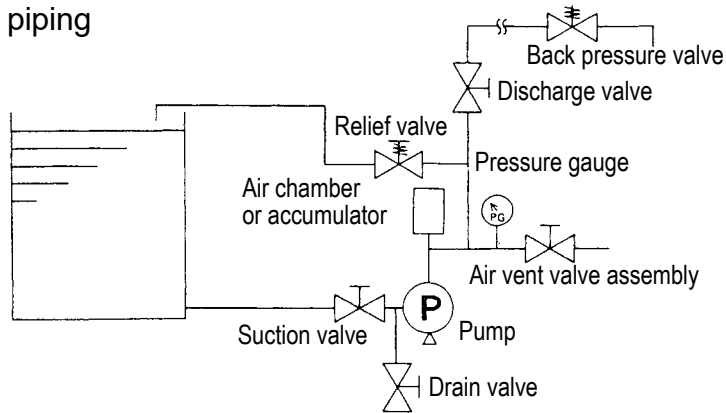 piping
Back pressure valve
Discharge valve
Relief valve
Pressure gauge
Air chamber
or accumulator
PG
Air vent valve assembly
P
Suction valve
Pump
Drain valve